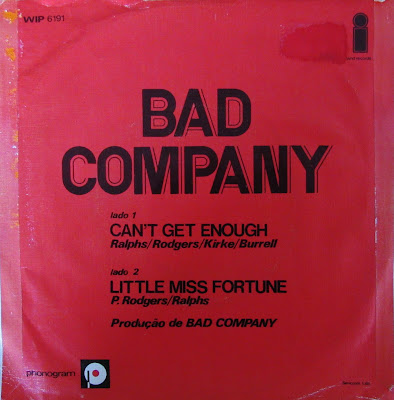 WIP 6191
i
BAD
COMPANY
lado 1
CAN'T GET ENOUGH
Ralphs/Rodgers/Kirke/Burrell
lado 2
LITTLE MISS FORTUNE
P. Rodgers/Ralphs
Produção de BAD COMPANY
phonogram p